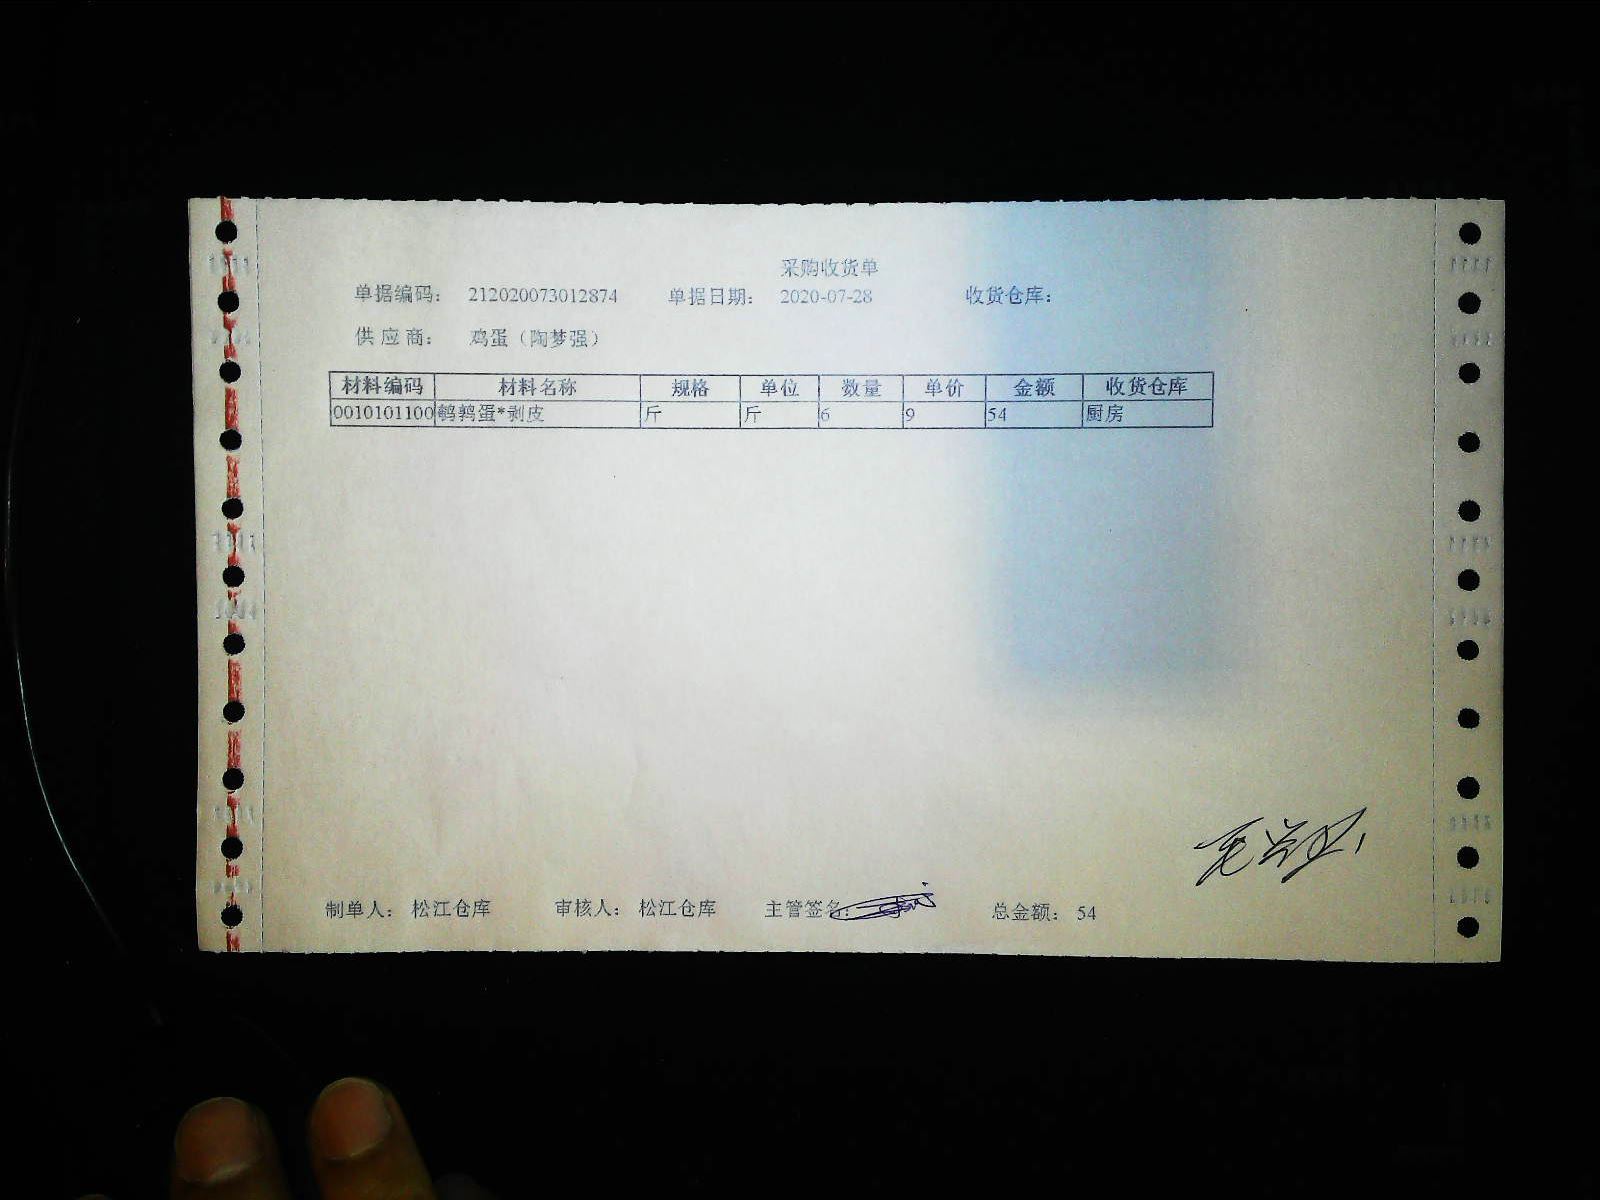 采购收货单
单据编码： 212020073012874 单据日期： 2020-07-28 收货仓库：
供 应 商： 鸡蛋（陶梦强）
材料编码 材料名称 规格 单位 数量 单价 金额 收货仓库
0010101100 鹌鹑蛋*剥皮 斤 斤 6 9 54 厨房
制单人： 松江仓库 审核人： 松江仓库 主管签名： 总金额： 54